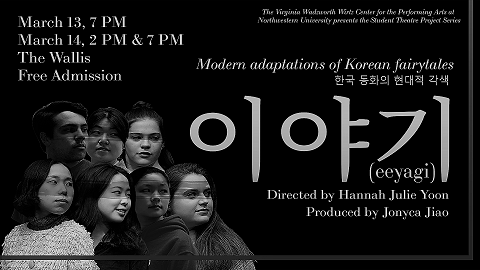 March 13, 7 PM
March 14, 2 PM & 7 PM
The Wallis
Free Admission
The Virginia Wadsworth Wirtz Center for the Performing Arts at
Northwestern University presents the Student Theatre Project Series
Modern adaptations of Korean fairytales
한국 동화의 현대적 각색
이야기
(eeyagi)
Directed by Hannah Julie Yoon
Produced by Jonyca Jiao